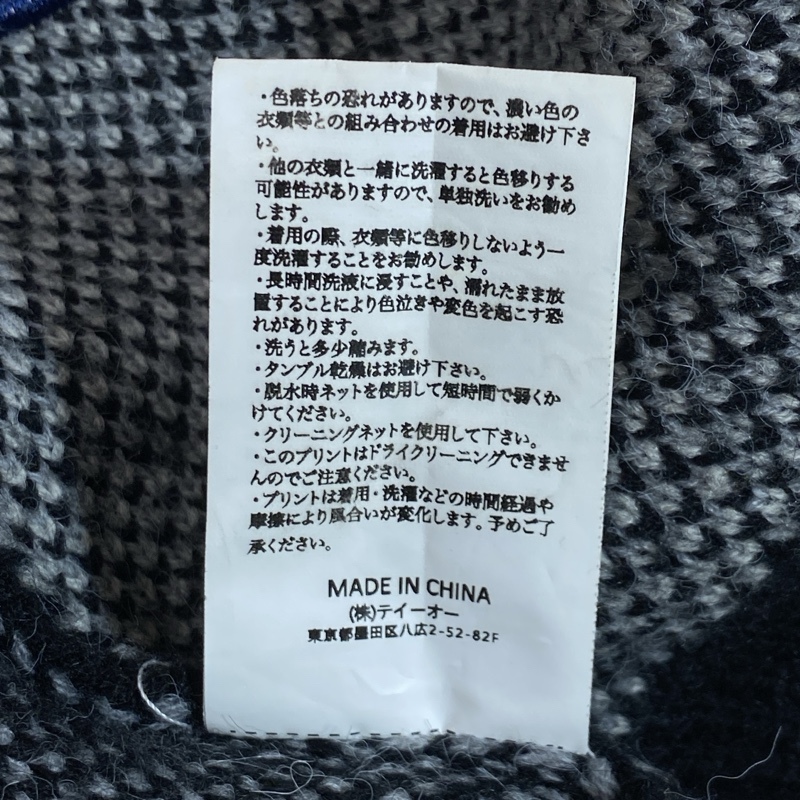 ・色落ちの恐れがありますので、濃い色の
衣類等との組み合わせの着用はお避け下さ
い。
・他の衣類と一緒に洗濯すると色移りする
可能性がありますので、単独洗いをお勧め
します。
・着用の際、衣類等に色移りしないよう一
度洗濯することをお勧めします。
・長時間洗液に浸すことや、濡れたまま放
置することにより色泣きや変色を起こす恐
れがあります。
・洗うと多少縮みます。
・タンブル乾燥はお避け下さい。
・脱水時ネットを使用して短時間で弱くか
けてください。
・クリーニングネットを使用して下さい。
・このプリントはドライクリーニングできませ
んのでご注意ください。
・プリントは着用・洗濯などの時間経過や
摩擦により風合いが変化します。予めご了
承ください。
MADE IN CHINA
(株)テイーオー
東京都墨田区八広2-52-82F